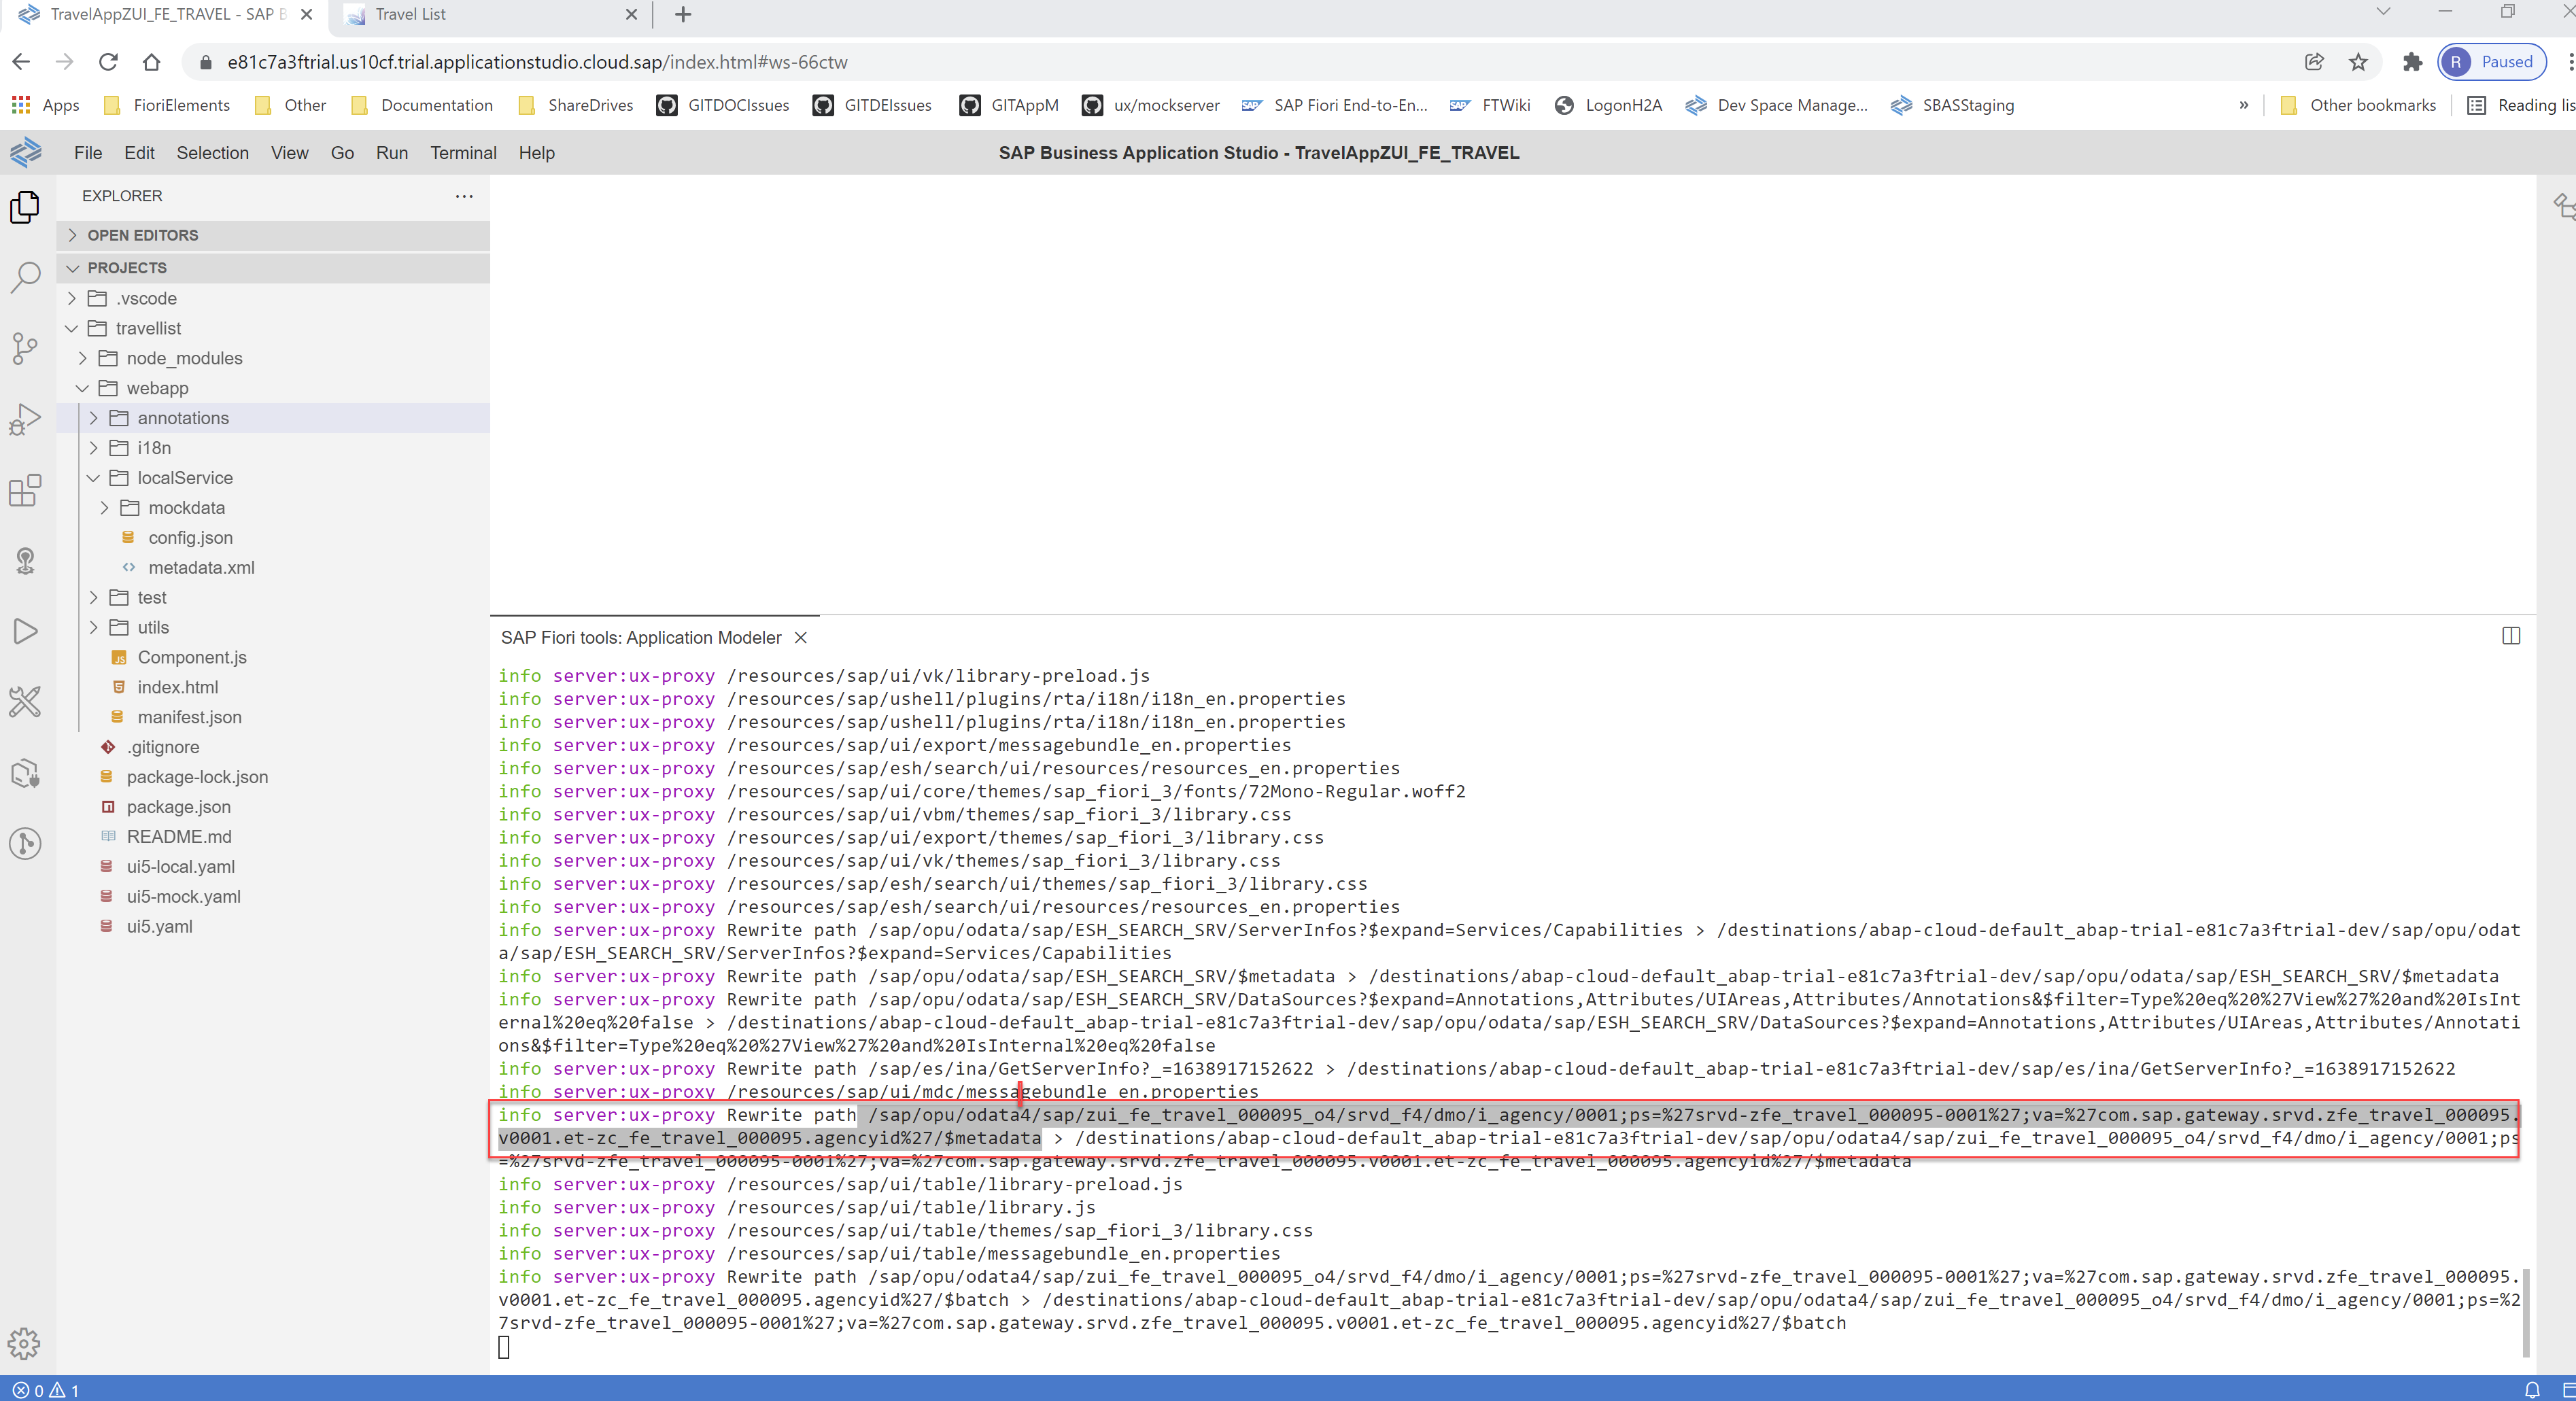 TravelAppZUI_FE_TRAVEL - SAP B
Travel List
e81c7a3ftrial.us10cf.trial.applicationstudio.cloud.sap/index.html#ws-66ctw
R Paused
Apps FioriElements Other Documentation ShareDrives GITDOCIssues GITDEIssues GITAppM ux/mockserver SAP Fiori End-to-En... FTWiki LogonH2A Dev Space Manage... SBASStaging » Other bookmarks Reading lis
File Edit Selection View Go Run Terminal Help SAP Business Application Studio - TravelAppZUI_FE_TRAVEL
EXPLORER
OPEN EDITORS
PROJECTS
.vscode
travellist
node_modules
webapp
annotations
i18n
localService
mockdata
config.json
metadata.xml
test
utils
JS Component.js
index.html
manifest.json
.gitignore
package-lock.json
package.json
README.md
ui5-local.yaml
ui5-mock.yaml
ui5.yaml
SAP Fiori tools: Application Modeler
info server:ux-proxy /resources/sap/ui/vk/library-preload.js
info server:ux-proxy /resources/sap/ushell/plugins/rta/i18n/i18n_en.properties
info server:ux-proxy /resources/sap/ushell/plugins/rta/i18n/i18n_en.properties
info server:ux-proxy /resources/sap/ui/export/messagebundle_en.properties
info server:ux-proxy /resources/sap/esh/search/ui/resources/resources_en.properties
info server:ux-proxy /resources/sap/ui/core/themes/sap_fiori_3/fonts/72Mono-Regular.woff2
info server:ux-proxy /resources/sap/ui/vbm/themes/sap_fiori_3/library.css
info server:ux-proxy /resources/sap/ui/export/themes/sap_fiori_3/library.css
info server:ux-proxy /resources/sap/ui/vk/themes/sap_fiori_3/library.css
info server:ux-proxy /resources/sap/esh/search/ui/themes/sap_fiori_3/library.css
info server:ux-proxy /resources/sap/esh/search/ui/resources/resources_en.properties
info server:ux-proxy Rewrite path /sap/opu/odata/sap/ESH_SEARCH_SRV/ServerInfos?$expand=Services/Capabilities > /destinations/abap-cloud-default_abap-trial-e81c7a3ftrial-dev/sap/opu/odat
a/sap/ESH_SEARCH_SRV/ServerInfos?$expand=Services/Capabilities
info server:ux-proxy Rewrite path /sap/opu/odata/sap/ESH_SEARCH_SRV/$metadata > /destinations/abap-cloud-default_abap-trial-e81c7a3ftrial-dev/sap/opu/odata/sap/ESH_SEARCH_SRV/$metadata
info server:ux-proxy Rewrite path /sap/opu/odata/sap/ESH_SEARCH_SRV/DataSources?$expand=Annotations,Attributes/UIAreas,Attributes/Annotations&$filter=Type%20eq%20%27View%27%20and%20IsInt
ernal%20eq%20false > /destinations/abap-cloud-default_abap-trial-e81c7a3ftrial-dev/sap/opu/odata/sap/ESH_SEARCH_SRV/DataSources?$expand=Annotations,Attributes/UIAreas,Attributes/Annotati
ons&$filter=Type%20eq%20%27View%27%20and%20IsInternal%20eq%20false
info server:ux-proxy Rewrite path /sap/es/ina/GetServerInfo?_=1638917152622 > /destinations/abap-cloud-default_abap-trial-e81c7a3ftrial-dev/sap/es/ina/GetServerInfo?_=1638917152622
info server:ux-proxy /resources/sap/ui/mdc/messagebundle_en.properties
info server:ux-proxy Rewrite path /sap/opu/odata4/sap/zui_fe_travel_000095_o4/srvd_f4/dmo/i_agency/0001;ps=%27srvd-zfe_travel_000095-0001%27;va=%27com.sap.gateway.srvd.zfe_travel_000095.
v0001.et-zc_fe_travel_000095.agencyid%27/$metadata > /destinations/abap-cloud-default_abap-trial-e81c7a3ftrial-dev/sap/opu/odata4/sap/zui_fe_travel_000095_o4/srvd_f4/dmo/i_agency/0001;ps
=%27srvd-zfe_travel_000095-0001%27;va=%27com.sap.gateway.srvd.zfe_travel_000095.v0001.et-zc_fe_travel_000095.agencyid%27/$metadata
info server:ux-proxy /resources/sap/ui/table/library-preload.js
info server:ux-proxy /resources/sap/ui/table/library.js
info server:ux-proxy /resources/sap/ui/table/themes/sap_fiori_3/library.css
info server:ux-proxy /resources/sap/ui/table/messagebundle_en.properties
info server:ux-proxy Rewrite path /sap/opu/odata4/sap/zui_fe_travel_000095_o4/srvd_f4/dmo/i_agency/0001;ps=%27srvd-zfe_travel_000095-0001%27;va=%27com.sap.gateway.srvd.zfe_travel_000095.
v0001.et-zc_fe_travel_000095.agencyid%27/$batch > /destinations/abap-cloud-default_abap-trial-e81c7a3ftrial-dev/sap/opu/odata4/sap/zui_fe_travel_000095_o4/srvd_f4/dmo/i_agency/0001;ps=%2
7srvd-zfe_travel_000095-0001%27;va=%27com.sap.gateway.srvd.zfe_travel_000095.v0001.et-zc_fe_travel_000095.agencyid%27/$batch
0 1